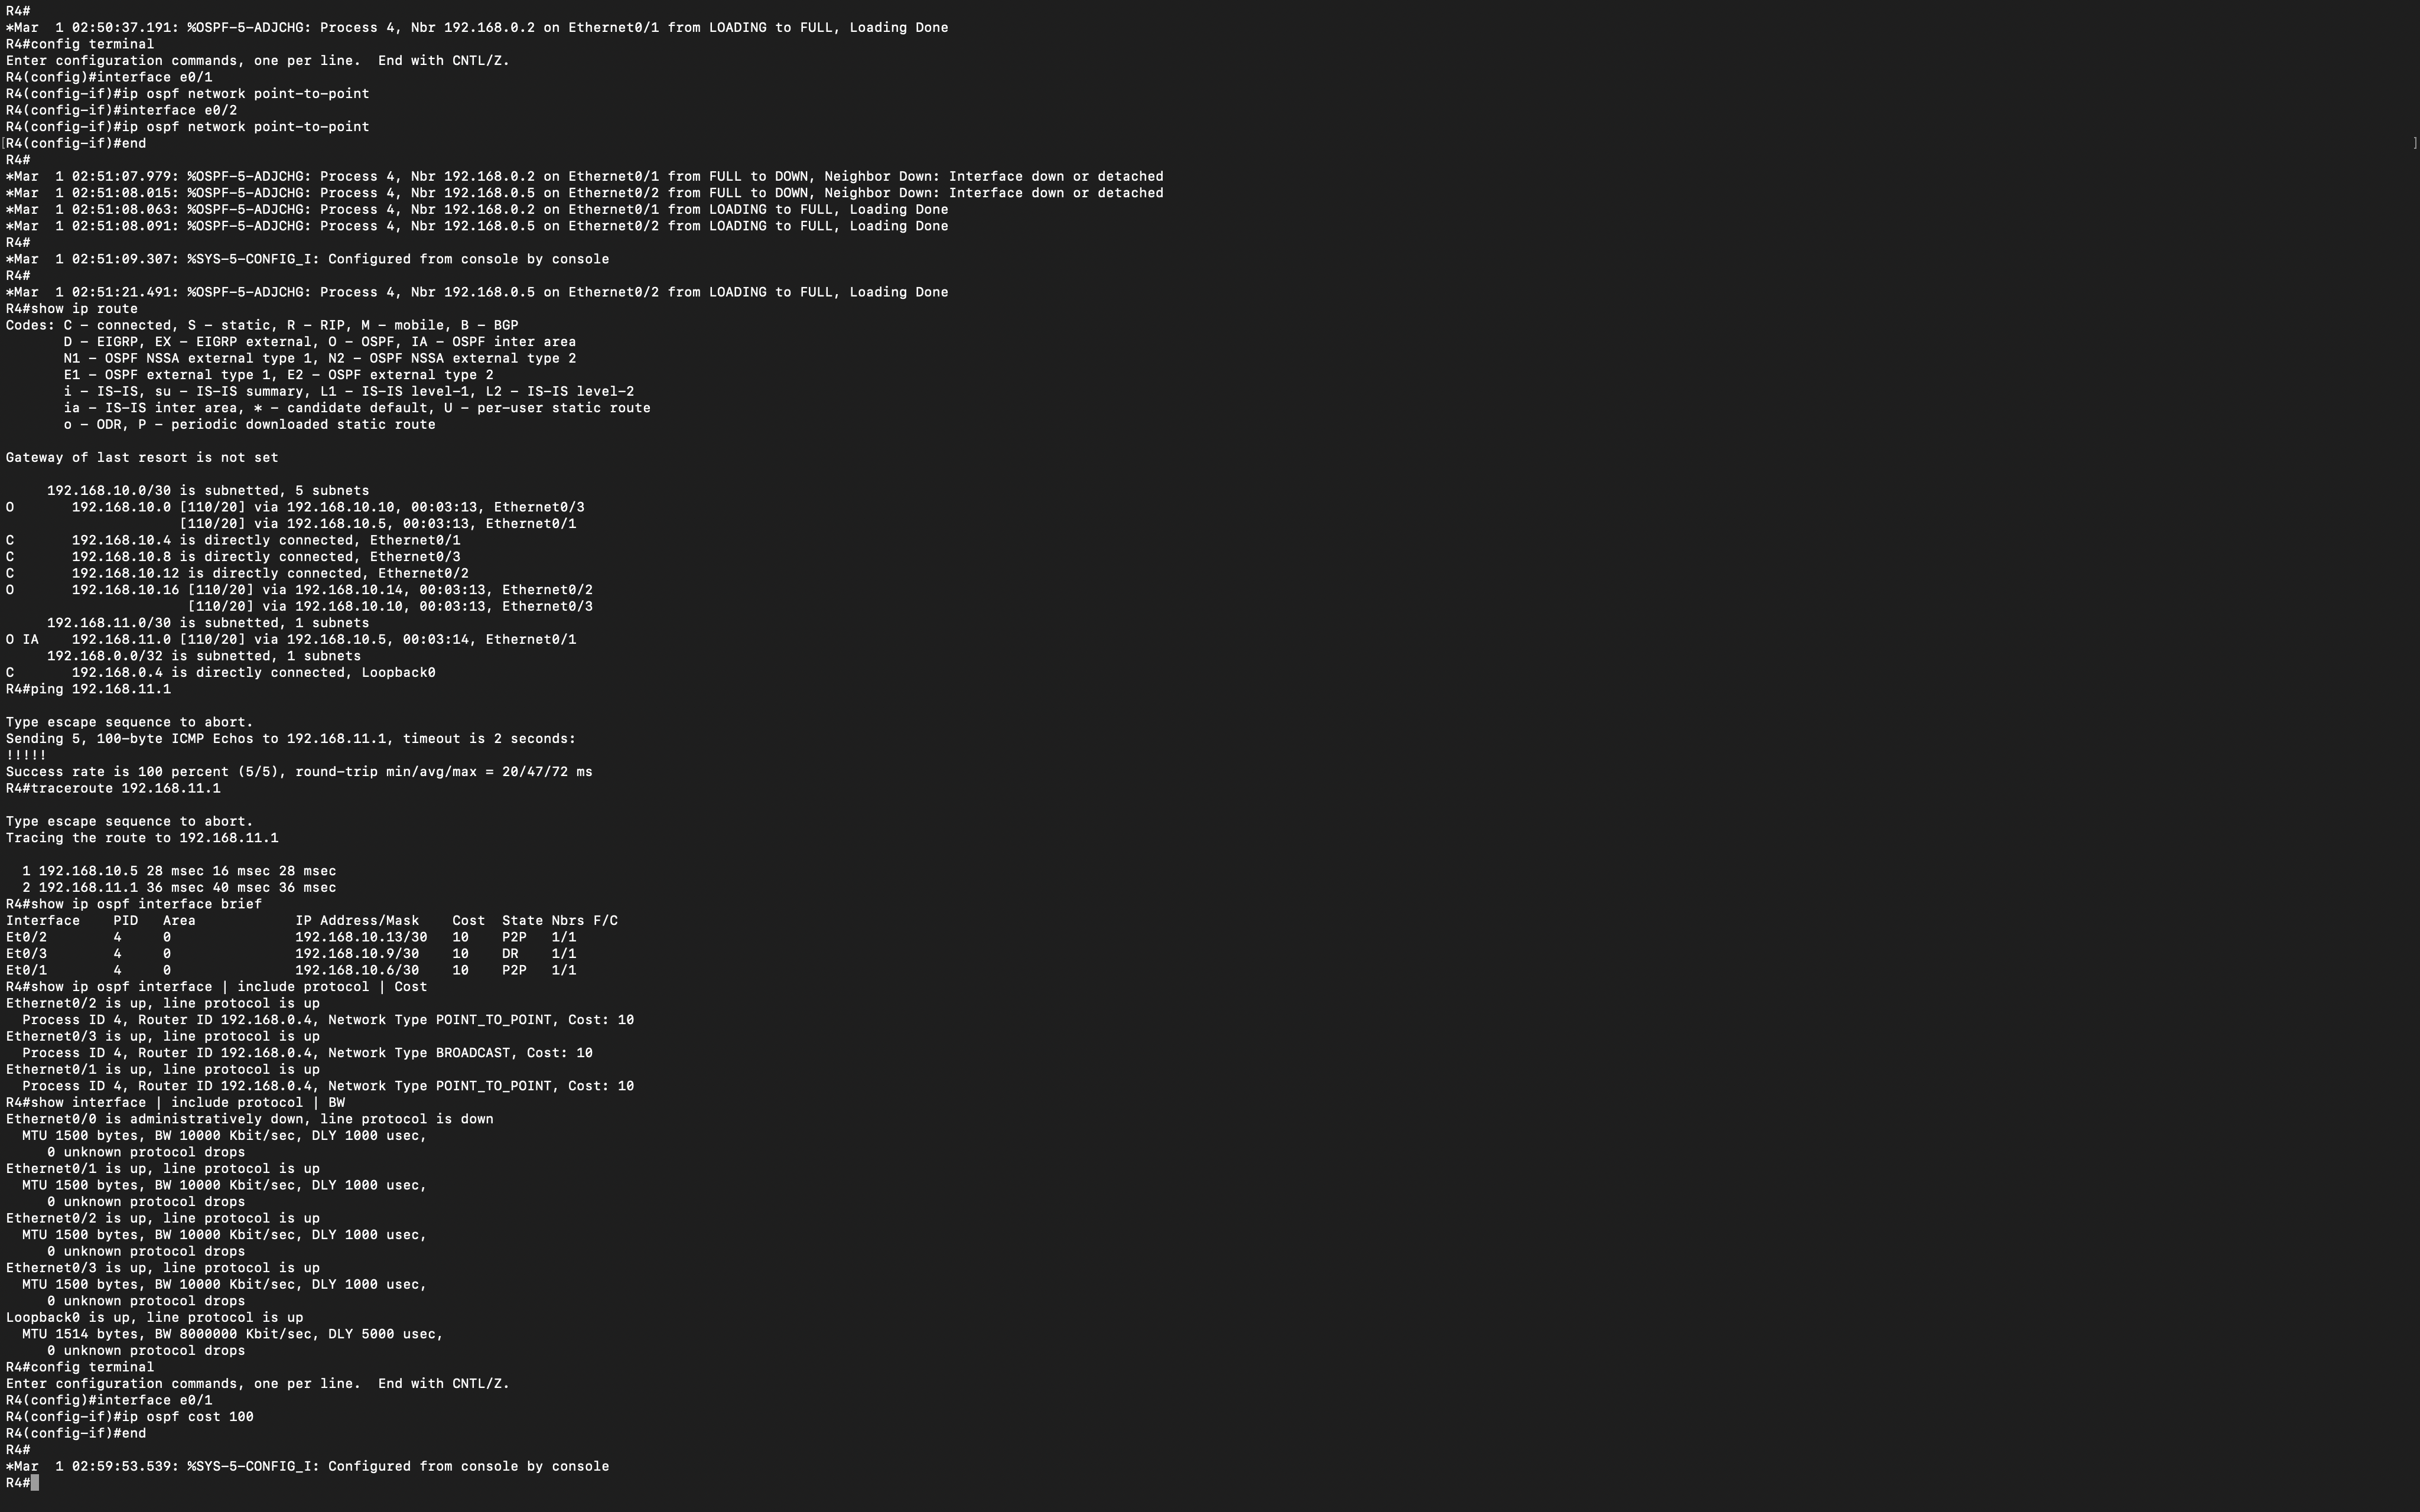 R4#
*Mar  1 02:50:37.191: %OSPF-5-ADJCHG: Process 4, Nbr 192.168.0.2 on Ethernet0/1 from LOADING to FULL, Loading Done
R4#config terminal
Enter configuration commands, one per line.  End with CNTL/Z.
R4(config)#interface e0/1
R4(config-if)#ip ospf network point-to-point
R4(config-if)#interface e0/2
R4(config-if)#ip ospf network point-to-point
[R4(config-if)#end ]
R4#
*Mar  1 02:51:07.979: %OSPF-5-ADJCHG: Process 4, Nbr 192.168.0.2 on Ethernet0/1 from FULL to DOWN, Neighbor Down: Interface down or detached
*Mar  1 02:51:08.015: %OSPF-5-ADJCHG: Process 4, Nbr 192.168.0.5 on Ethernet0/2 from FULL to DOWN, Neighbor Down: Interface down or detached
*Mar  1 02:51:08.063: %OSPF-5-ADJCHG: Process 4, Nbr 192.168.0.2 on Ethernet0/1 from LOADING to FULL, Loading Done
*Mar  1 02:51:08.091: %OSPF-5-ADJCHG: Process 4, Nbr 192.168.0.5 on Ethernet0/2 from LOADING to FULL, Loading Done
R4#
*Mar  1 02:51:09.307: %SYS-5-CONFIG_I: Configured from console by console
R4#
*Mar  1 02:51:21.491: %OSPF-5-ADJCHG: Process 4, Nbr 192.168.0.5 on Ethernet0/2 from LOADING to FULL, Loading Done
R4#show ip route
Codes: C - connected, S - static, R - RIP, M - mobile, B - BGP
       D - EIGRP, EX - EIGRP external, O - OSPF, IA - OSPF inter area
       N1 - OSPF NSSA external type 1, N2 - OSPF NSSA external type 2
       E1 - OSPF external type 1, E2 - OSPF external type 2
       i - IS-IS, su - IS-IS summary, L1 - IS-IS level-1, L2 - IS-IS level-2
       ia - IS-IS inter area, * - candidate default, U - per-user static route
       o - ODR, P - periodic downloaded static route

Gateway of last resort is not set

     192.168.10.0/30 is subnetted, 5 subnets
O       192.168.10.0 [110/20] via 192.168.10.10, 00:03:13, Ethernet0/3
                     [110/20] via 192.168.10.5, 00:03:13, Ethernet0/1
C       192.168.10.4 is directly connected, Ethernet0/1
C       192.168.10.8 is directly connected, Ethernet0/3
C       192.168.10.12 is directly connected, Ethernet0/2
O       192.168.10.16 [110/20] via 192.168.10.14, 00:03:13, Ethernet0/2
                      [110/20] via 192.168.10.10, 00:03:13, Ethernet0/3
     192.168.11.0/30 is subnetted, 1 subnets
O IA    192.168.11.0 [110/20] via 192.168.10.5, 00:03:14, Ethernet0/1
     192.168.0.0/32 is subnetted, 1 subnets
C       192.168.0.4 is directly connected, Loopback0
R4#ping 192.168.11.1

Type escape sequence to abort.
Sending 5, 100-byte ICMP Echos to 192.168.11.1, timeout is 2 seconds:
!!!!!
Success rate is 100 percent (5/5), round-trip min/avg/max = 20/47/72 ms
R4#traceroute 192.168.11.1

Type escape sequence to abort.
Tracing the route to 192.168.11.1

  1 192.168.10.5 28 msec 16 msec 28 msec
  2 192.168.11.1 36 msec 40 msec 36 msec
R4#show ip ospf interface brief
Interface    PID   Area            IP Address/Mask    Cost  State Nbrs F/C
Et0/2        4     0               192.168.10.13/30   10    P2P   1/1
Et0/3        4     0               192.168.10.9/30    10    DR    1/1
Et0/1        4     0               192.168.10.6/30    10    P2P   1/1
R4#show ip ospf interface | include protocol | Cost
Ethernet0/2 is up, line protocol is up
  Process ID 4, Router ID 192.168.0.4, Network Type POINT_TO_POINT, Cost: 10
Ethernet0/3 is up, line protocol is up
  Process ID 4, Router ID 192.168.0.4, Network Type BROADCAST, Cost: 10
Ethernet0/1 is up, line protocol is up
  Process ID 4, Router ID 192.168.0.4, Network Type POINT_TO_POINT, Cost: 10
R4#show interface | include protocol | BW
Ethernet0/0 is administratively down, line protocol is down
  MTU 1500 bytes, BW 10000 Kbit/sec, DLY 1000 usec,
     0 unknown protocol drops
Ethernet0/1 is up, line protocol is up
  MTU 1500 bytes, BW 10000 Kbit/sec, DLY 1000 usec,
     0 unknown protocol drops
Ethernet0/2 is up, line protocol is up
  MTU 1500 bytes, BW 10000 Kbit/sec, DLY 1000 usec,
     0 unknown protocol drops
Ethernet0/3 is up, line protocol is up
  MTU 1500 bytes, BW 10000 Kbit/sec, DLY 1000 usec,
     0 unknown protocol drops
Loopback0 is up, line protocol is up
  MTU 1514 bytes, BW 8000000 Kbit/sec, DLY 5000 usec,
     0 unknown protocol drops
R4#config terminal
Enter configuration commands, one per line.  End with CNTL/Z.
R4(config)#interface e0/1
R4(config-if)#ip ospf cost 100
R4(config-if)#end
R4#
*Mar  1 02:59:53.539: %SYS-5-CONFIG_I: Configured from console by console
R4#